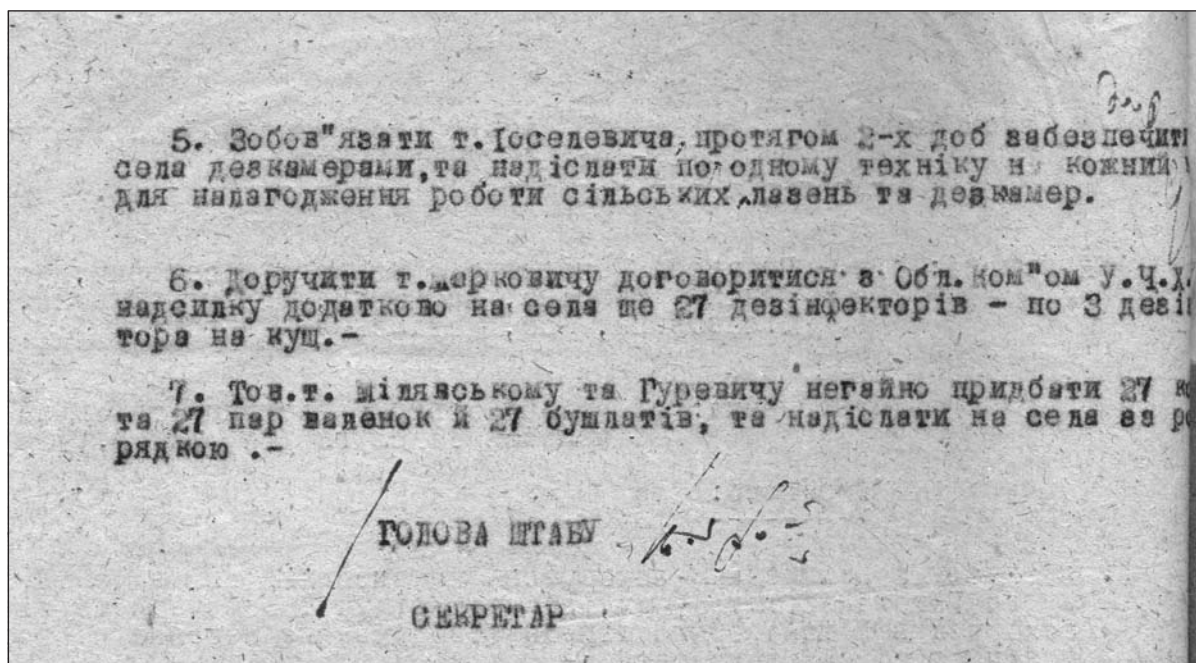 5. Зобов"язати т. Іоселевича, протягом 2-х доб забезпечити
села дезкамерами, та надіслати по одному техніку на кожний
для налагодження роботи сільських лазень та дезкамер.
6. Доручити т. Марковичу договоритися з Обл.ком"ом У.Ч.Х.
надсилку додатково на села ще 27 дезінфекторів – по 3 дезін
тора на кущ.–
7. Тов.т. Мілявському та Гуревичу негайно придбати 27 ко
та 27 пар валенок й 27 бушлатів, та надіслати на села за ро
рядкою .–
ГОЛОВА ШТАБУ
СЕКРЕТАР